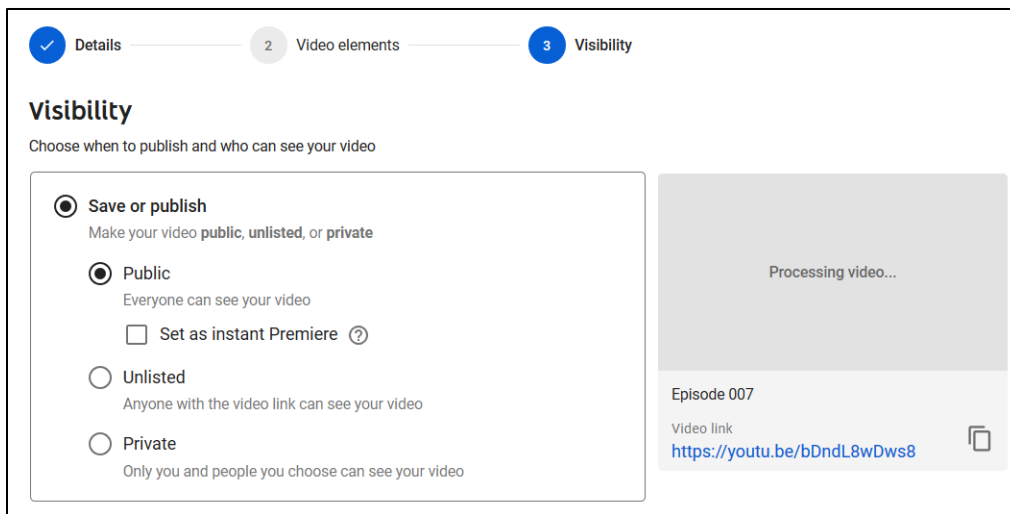 Details
2
Video elements
3
Visibility
Visibility
Choose when to publish and who can see your video
Save or publish
Make your video public, unlisted, or private
Public
Everyone can see your video
Set as instant Premiere ?
Unlisted
Anyone with the video link can see your video
Private
Only you and people you choose can see your video
Processing video...
Episode 007
Video link
https://youtu.be/bDndL8wDws8